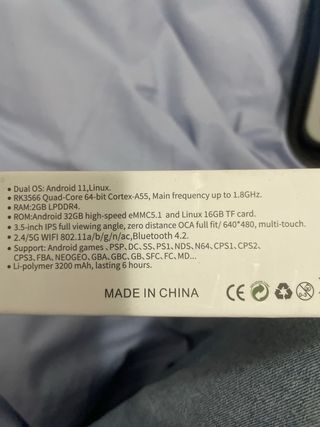 • Dual OS: Android 11,Linux.
• RK3566 Quad-Core 64-bit Cortex-A55, Main frequency up to 1.8GHz.
• RAM:2GB LPDDR4.
• ROM:Android 32GB high-speed eMMC5.1 and Linux 16GB TF card.
• 3.5-inch IPS full viewing angle, zero distance OCA full fit/ 640*480, multi-touch.
• 2.4/5G WIFI 802.11a/b/g/n/ac,Bluetooth 4.2.
• Support: Android games、PSP、DC、SS、PS1、NDS、N64、CPS1、CPS2、
CPS3、FBA、NEOGEO、GBA、GBC、GB、SFC、FC、MD...
• Li-polymer 3200 mAh, lasting 6 hours.
MADE IN CHINA CE